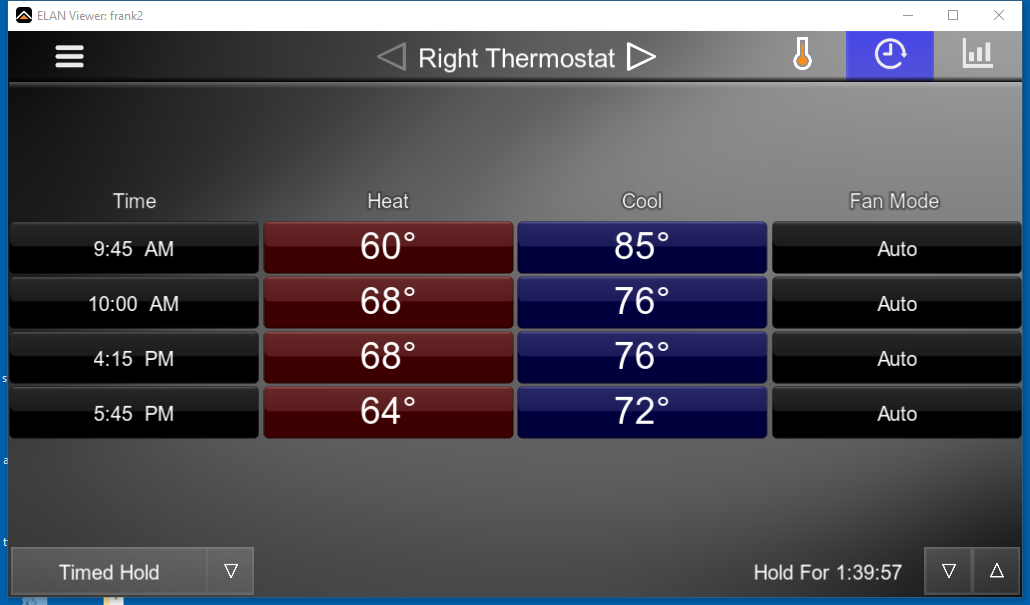 ELAN Viewer: frank2
Right Thermostat
Time Heat Cool Fan Mode
9:45 AM 60° 85° Auto
10:00 AM 68° 76° Auto
4:15 PM 68° 76° Auto
5:45 PM 64° 72° Auto
Timed Hold Hold For 1:39:57